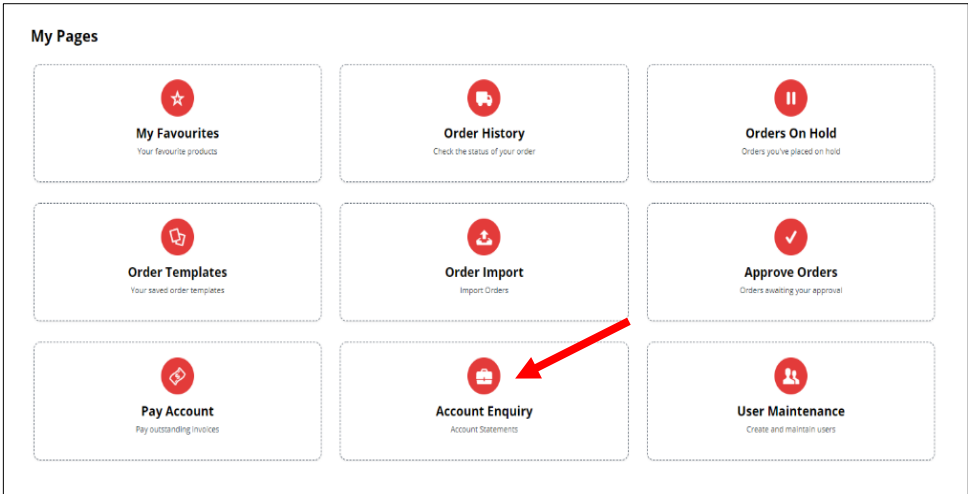 My Pages
My Favourites
Your favourite products
Order History
Check the status of your order
Orders On Hold
Orders you've placed on hold
Order Templates
Your saved order templates
Order Import
Import Orders
Approve Orders
Orders awaiting your approval
Pay Account
Pay outstanding invoices
Account Enquiry
Account Statements
User Maintenance
Create and maintain users